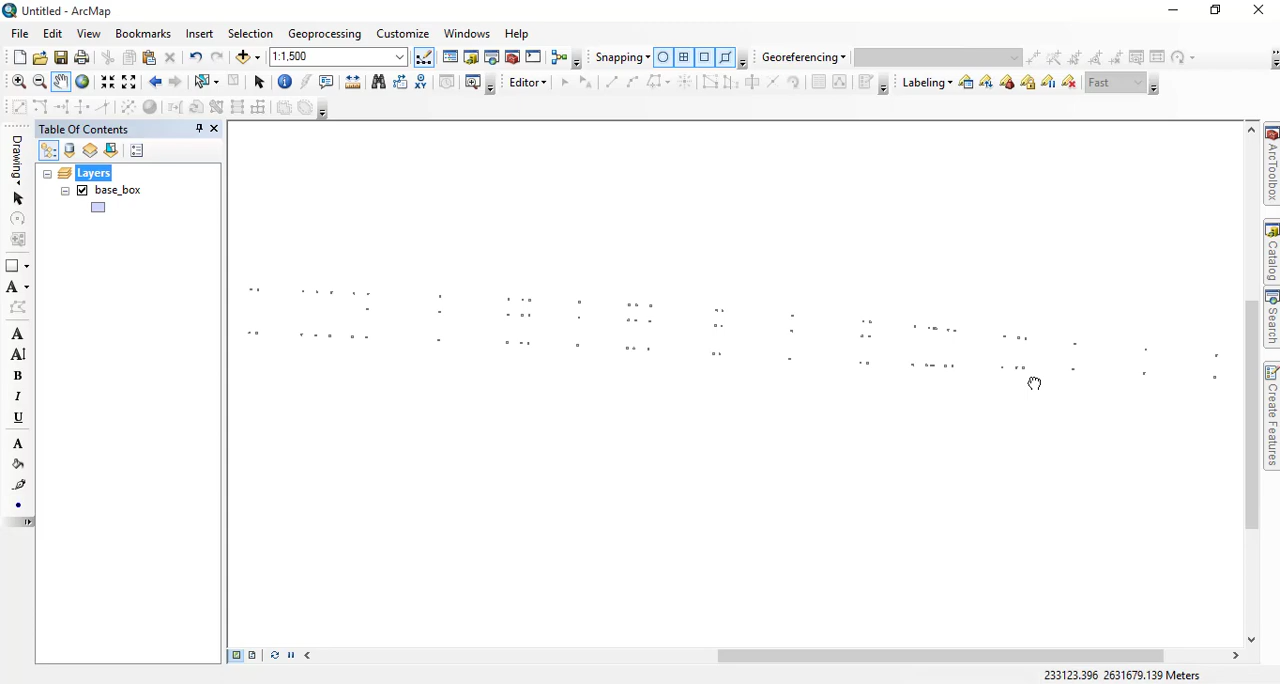 Untitled - ArcMap
File Edit View Bookmarks Insert Selection Geoprocessing Customize Windows Help
1:1,500
Snapping
Georeferencing
Editor
Labeling
Fast
Table Of Contents
Drawing
Layers
base_box
A
A
A
B
I
U
A
ArcToolbox
Catalog
Search
Create Features
233123.396 2631679.139 Meters